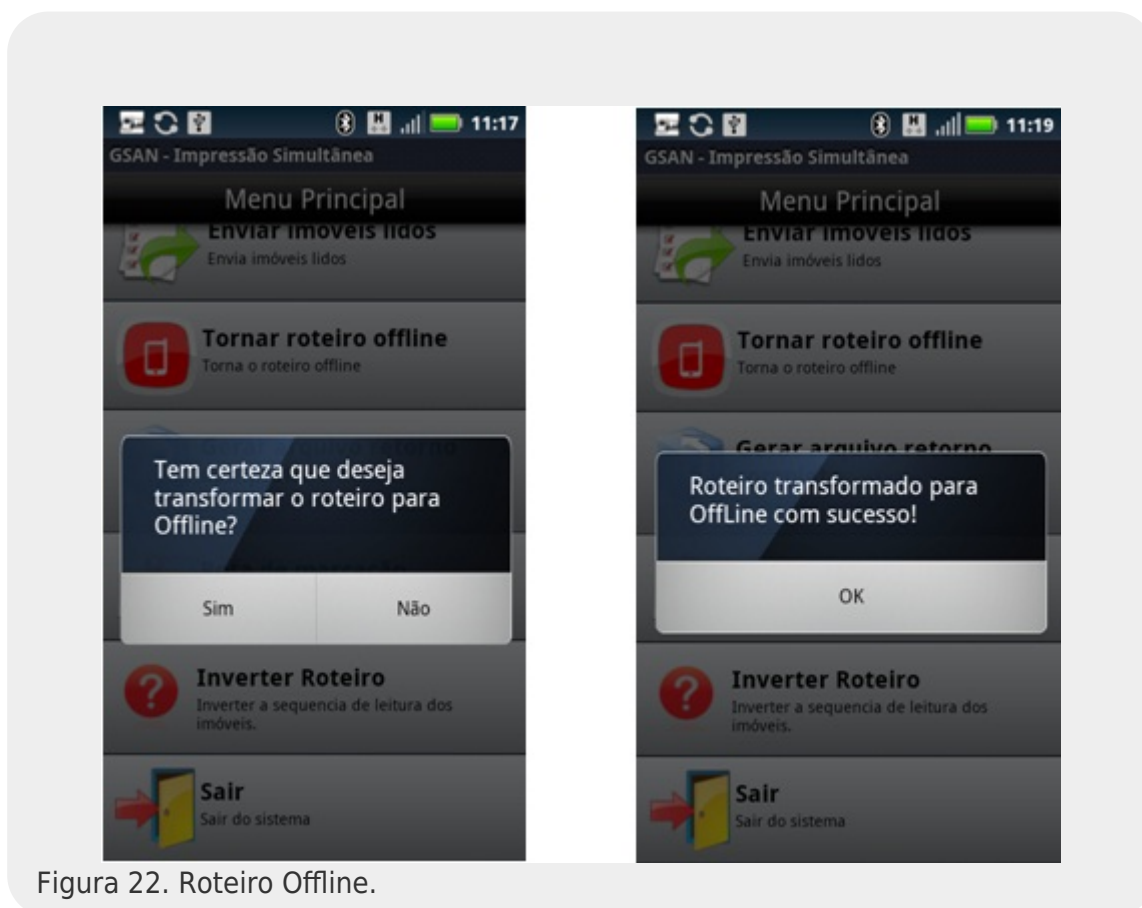 11:17
GSAN - Impressão Simultânea
Menu Principal
Enviar imóveis lidos
Envia imóveis lidos
Tornar roteiro offline
Torna o roteiro offline
Gerar arquivo retorno
Tem certeza que deseja
transformar o roteiro para
Offline?
Sim Não
Inverter Roteiro
Inverter a sequencia de leitura dos
imóveis.
Sair
Sair do sistema
11:19
GSAN - Impressão Simultânea
Menu Principal
Enviar imóveis lidos
Envia imóveis lidos
Tornar roteiro offline
Torna o roteiro offline
Gerar arquivo retorno
Roteiro transformado para
OffLine com sucesso!
OK
Inverter Roteiro
Inverter a sequencia de leitura dos
imóveis.
Sair
Sair do sistema
Figura 22. Roteiro Offline.